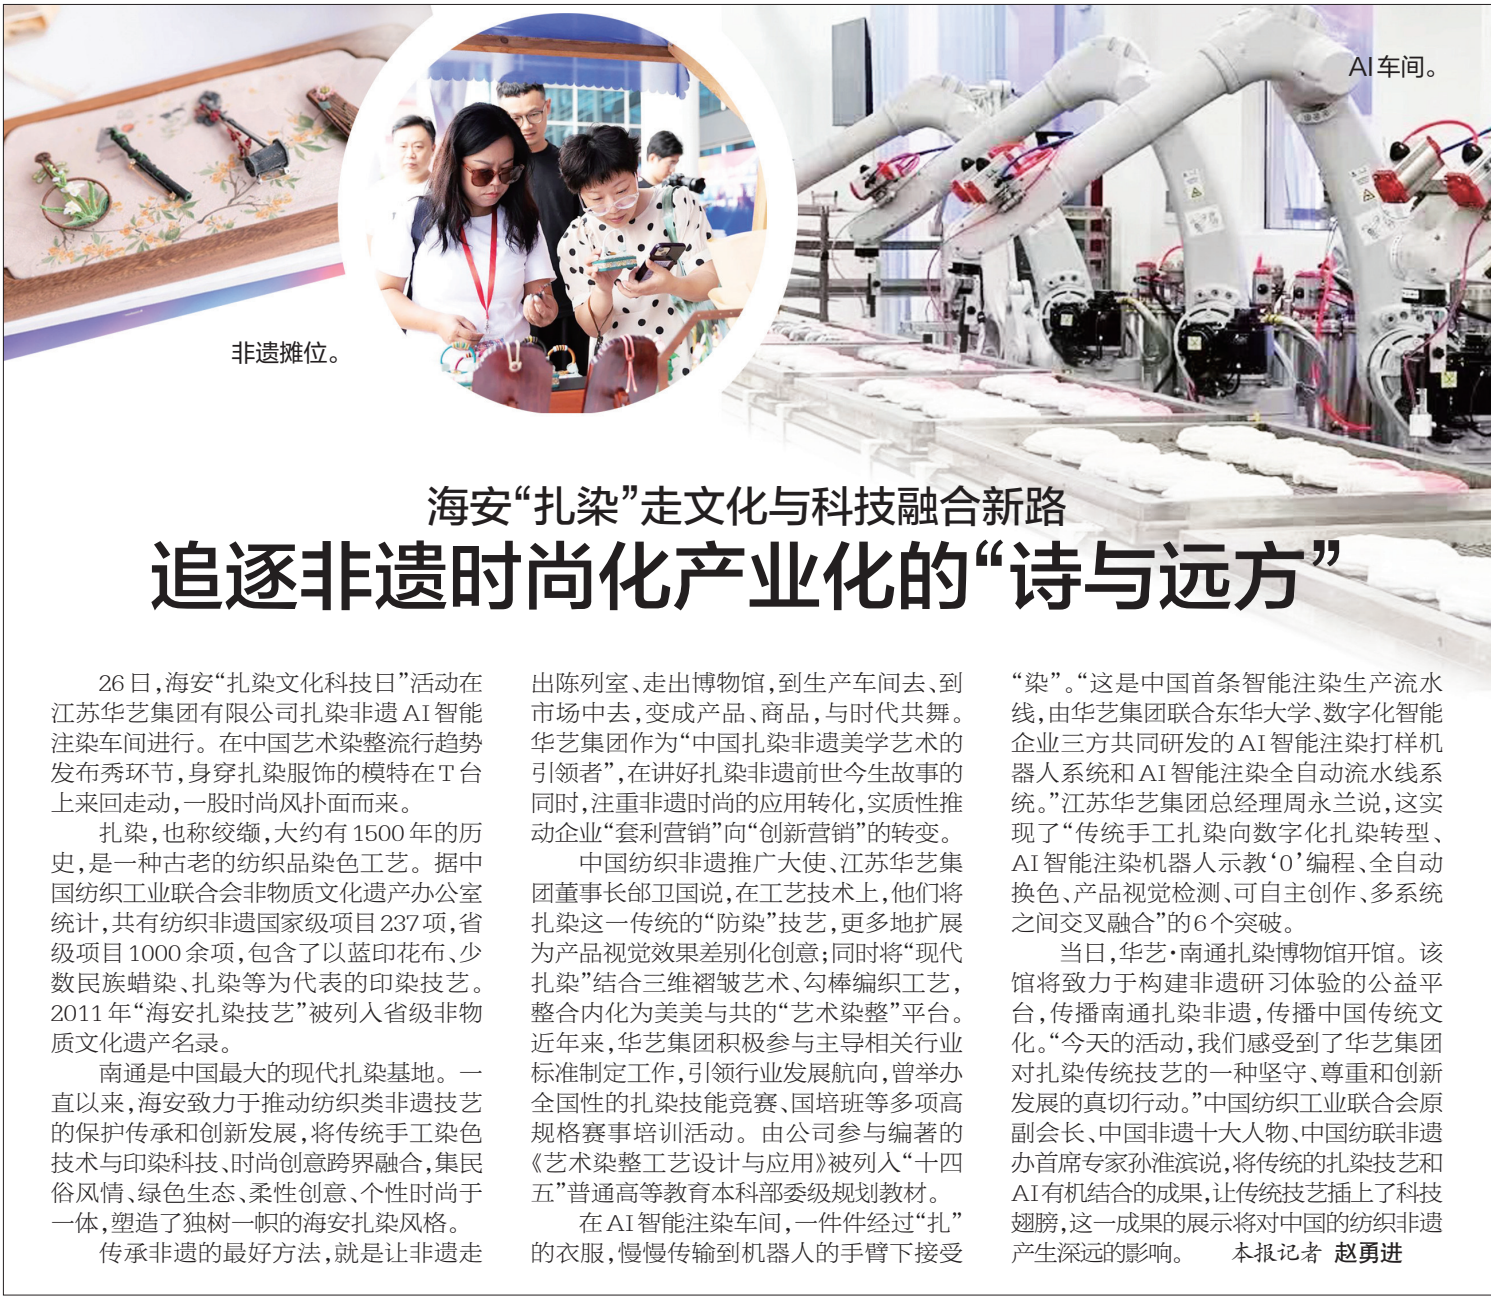 AI车间。
非遗摊位。
海安“扎染”走文化与科技融合新路
追逐非遗时尚化产业化的“诗与远方”
26日,海安“扎染文化科技日”活动在
江苏华艺集团有限公司扎染非遗AI智能
注染车间进行。在中国艺术染整流行趋势
发布秀环节,身穿扎染服饰的模特在T台
上来回走动,一股时尚风扑面而来。
扎染,也称绞缬,大约有1500年的历
史,是一种古老的纺织品染色工艺。据中
国纺织工业联合会非物质文化遗产办公室
统计,共有纺织非遗国家级项目237项,省
级项目1000余项,包含了以蓝印花布、少
数民族蜡染、扎染等为代表的印染技艺。
2011年“海安扎染技艺”被列入省级非物
质文化遗产名录。
南通是中国最大的现代扎染基地。一
直以来,海安致力于推动纺织类非遗技艺
的保护传承和创新发展,将传统手工染色
技术与印染科技、时尚创意跨界融合,集民
俗风情、绿色生态、柔性创意、个性时尚于
一体,塑造了独树一帜的海安扎染风格。
传承非遗的最好方法,就是让非遗走
出陈列室、走出博物馆,到生产车间去、到
市场中去,变成产品、商品,与时代共舞。
华艺集团作为“中国扎染非遗美学艺术的
引领者”,在讲好扎染非遗前世今生故事的
同时,注重非遗时尚的应用转化,实质性推
动企业“套利营销”向“创新营销”的转变。
中国纺织非遗推广大使、江苏华艺集
团董事长邰卫国说,在工艺技术上,他们将
扎染这一传统的“防染”技艺,更多地扩展
为产品视觉效果差别化创意;同时将“现代
扎染”结合三维褶皱艺术、勾棒编织工艺,
整合内化为美美与共的“艺术染整”平台。
近年来,华艺集团积极参与主导相关行业
标准制定工作,引领行业发展航向,曾举办
全国性的扎染技能竞赛、国培班等多项高
规格赛事培训活动。由公司参与编著的
《艺术染整工艺设计与应用》被列入“十四
五”普通高等教育本科部委级规划教材。
在AI智能注染车间,一件件经过“扎”
的衣服,慢慢传输到机器人的手臂下接受
“染”。“这是中国首条智能注染生产流水
线,由华艺集团联合东华大学、数字化智能
企业三方共同研发的AI智能注染打样机
器人系统和AI智能注染全自动流水线系
统。”江苏华艺集团总经理周永兰说,这实
现了“传统手工扎染向数字化扎染转型、
AI智能注染机器人示教‘0’编程、全自动
换色、产品视觉检测、可自主创作、多系统
之间交叉融合”的6个突破。
当日,华艺·南通扎染博物馆开馆。该
馆将致力于构建非遗研习体验的公益平
台,传播南通扎染非遗,传播中国传统文
化。“今天的活动,我们感受到了华艺集团
对扎染传统技艺的一种坚守、尊重和创新
发展的真切行动。”中国纺织工业联合会原
副会长、中国非遗十大人物、中国纺联非遗
办首席专家孙淮滨说,将传统的扎染技艺和
AI有机结合的成果,让传统技艺插上了科技
翅膀,这一成果的展示将对中国的纺织非遗
产生深远的影响。 本报记者 赵勇进